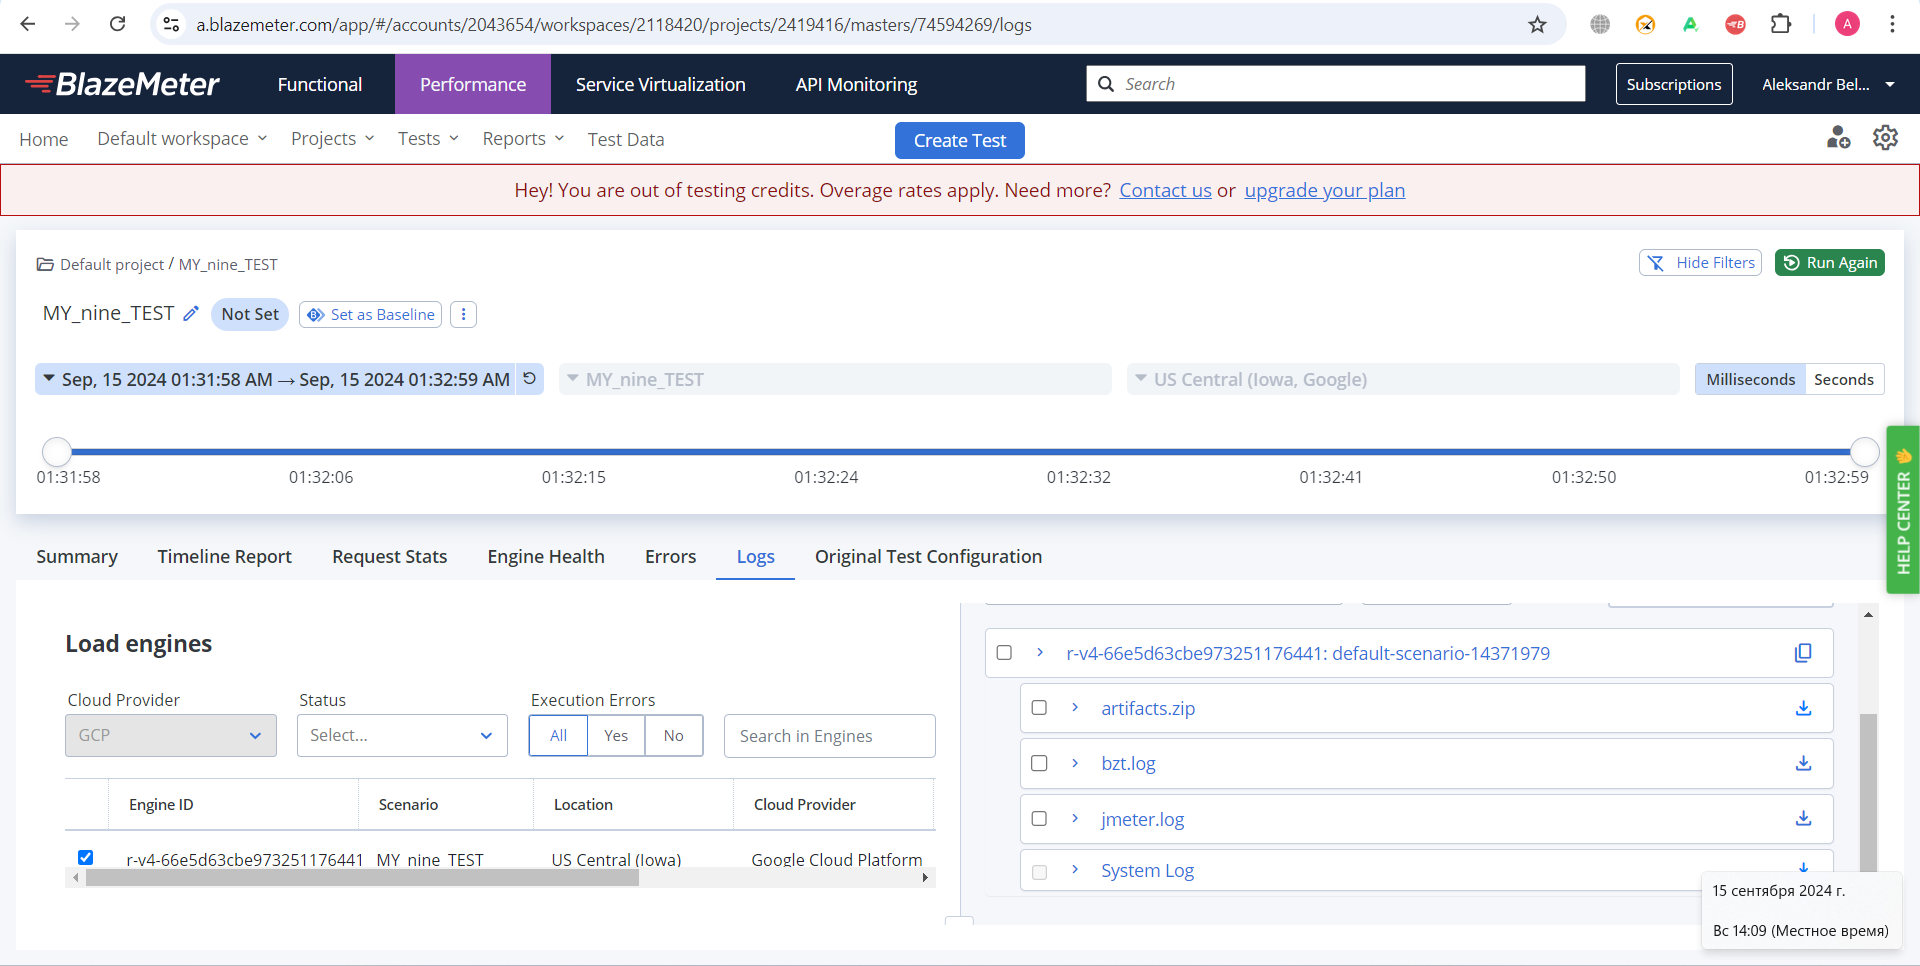 a.blazemeter.com/app/#/accounts/2043654/workspaces/2118420/projects/2419416/masters/74594269/logs
A
BlazeMeter
Functional
Performance
Service Virtualization
API Monitoring
Search
Subscriptions
Aleksandr Bel...
Home
Default workspace
Projects
Tests
Reports
Test Data
Create Test
Hey! You are out of testing credits. Overage rates apply. Need more? Contact us or upgrade your plan
Default project / MY_nine_TEST
Hide Filters
Run Again
MY_nine_TEST
Not Set
Set as Baseline
Sep, 15 2024 01:31:58 AM → Sep, 15 2024 01:32:59 AM
MY_nine_TEST
US Central (Iowa, Google)
Milliseconds
Seconds
01:31:58
01:32:06
01:32:15
01:32:24
01:32:32
01:32:41
01:32:50
01:32:59
HELP CENTER
Summary
Timeline Report
Request Stats
Engine Health
Errors
Logs
Original Test Configuration
Load engines
Cloud Provider
Status
Execution Errors
GCP
Select...
All
Yes
No
Search in Engines
Engine ID
Scenario
Location
Cloud Provider
r-v4-66e5d63cbe973251176441
MY_nine_TEST
US Central (Iowa)
Google Cloud Platform
r-v4-66e5d63cbe973251176441: default-scenario-14371979
artifacts.zip
bzt.log
jmeter.log
System Log
15 сентября 2024 г.
Вс 14:09 (Местное время)